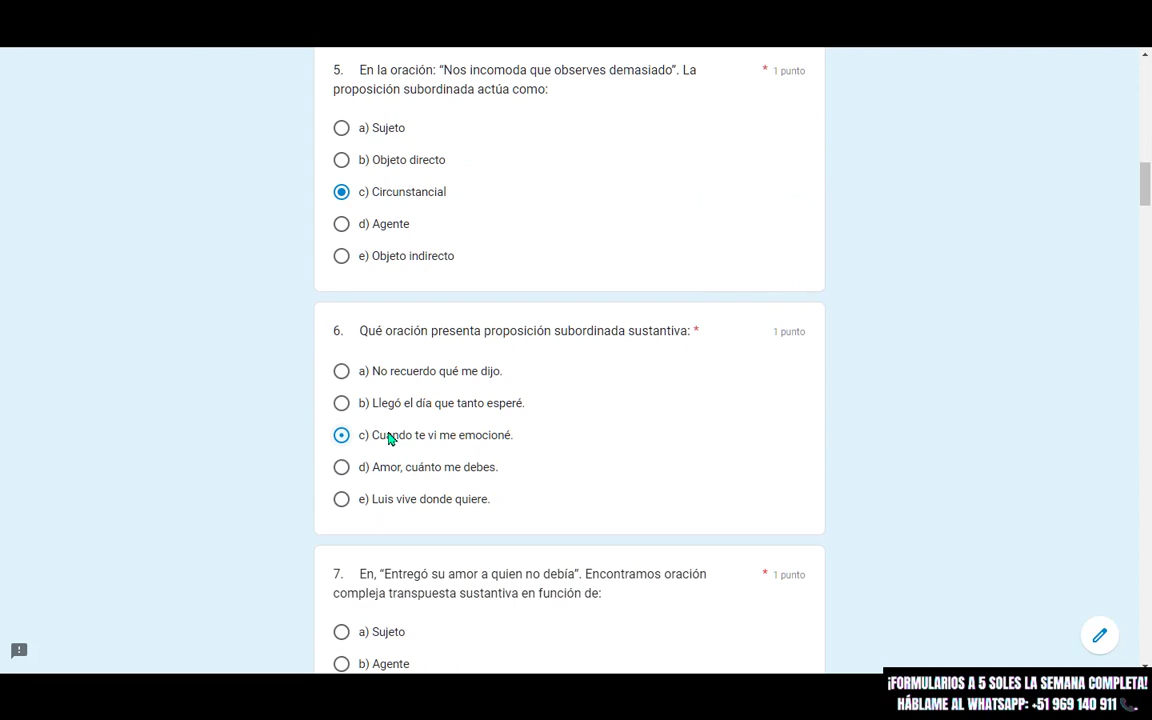 5. En la oración: “Nos incomoda que observes demasiado”. La * 1 punto
proposición subordinada actúa como:
a) Sujeto
b) Objeto directo
c) Circunstancial
d) Agente
e) Objeto indirecto
6. Qué oración presenta proposición subordinada sustantiva: * 1 punto
a) No recuerdo qué me dijo.
b) Llegó el día que tanto esperé.
c) Cuando te vi me emocioné.
d) Amor, cuánto me debes.
e) Luis vive donde quiere.
7. En, “Entregó su amor a quien no debía”. Encontramos oración * 1 punto
compleja transpuesta sustantiva en función de:
a) Sujeto
b) Agente
¡FORMULARIOS A 5 SOLES LA SEMANA COMPLETA!
HÁBLAME AL WHATSAPP: +51 969 140 911 📞.